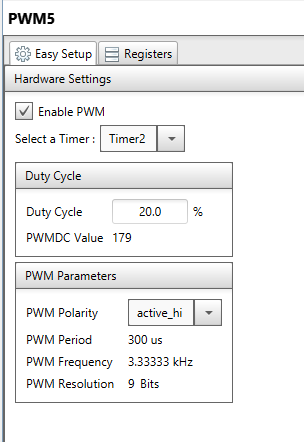 PWM5
Easy Setup Registers
Hardware Settings
Enable PWM
Select a Timer : Timer2
Duty Cycle
Duty Cycle 20.0 %
PWMDC Value 179
PWM Parameters
PWM Polarity active_hi
PWM Period 300 us
PWM Frequency 3.33333 kHz
PWM Resolution 9 Bits